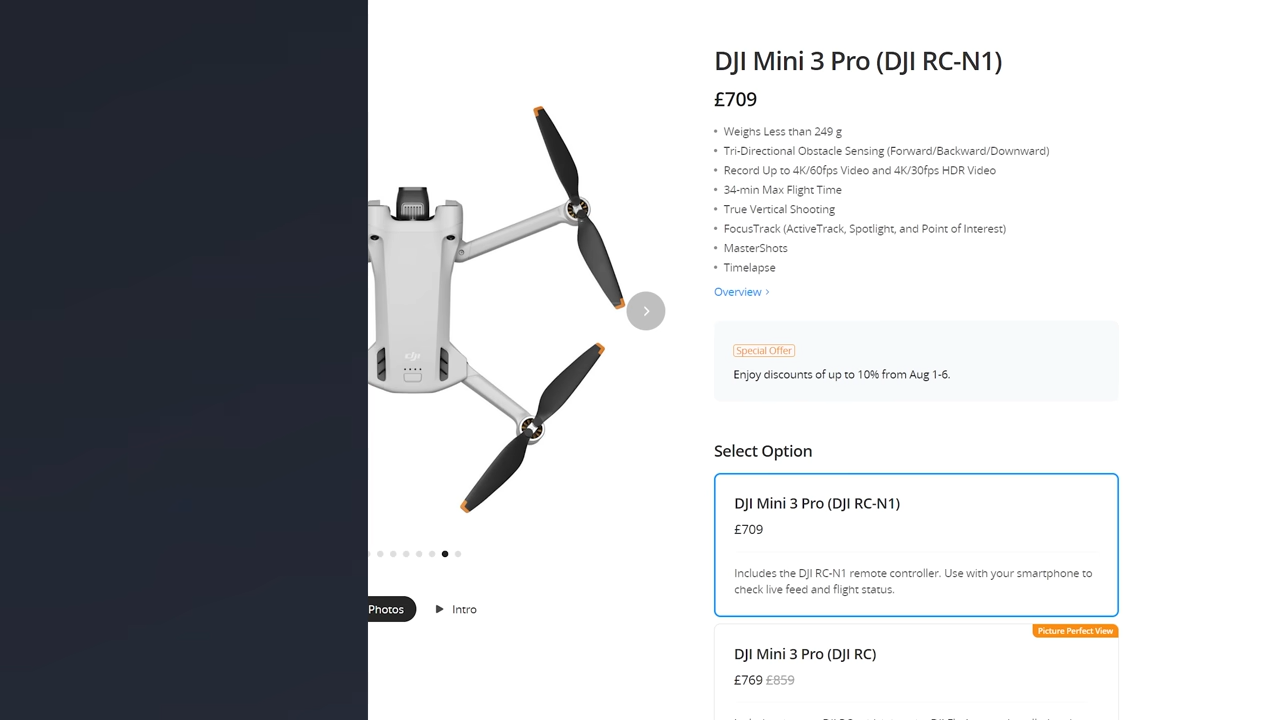 DJI Mini 3 Pro (DJI RC-N1)
£709
Weighs Less than 249 g
Tri-Directional Obstacle Sensing (Forward/Backward/Downward)
Record Up to 4K/60fps Video and 4K/30fps HDR Video
34-min Max Flight Time
True Vertical Shooting
FocusTrack (ActiveTrack, Spotlight, and Point of Interest)
MasterShots
Timelapse
Overview >
Special Offer
Enjoy discounts of up to 10% from Aug 1-6.
Select Option
DJI Mini 3 Pro (DJI RC-N1)
£709
Includes the DJI RC-N1 remote controller. Use with your smartphone to
check live feed and flight status.
Picture Perfect View
DJI Mini 3 Pro (DJI RC)
£769 £859
dji
Photos
Intro